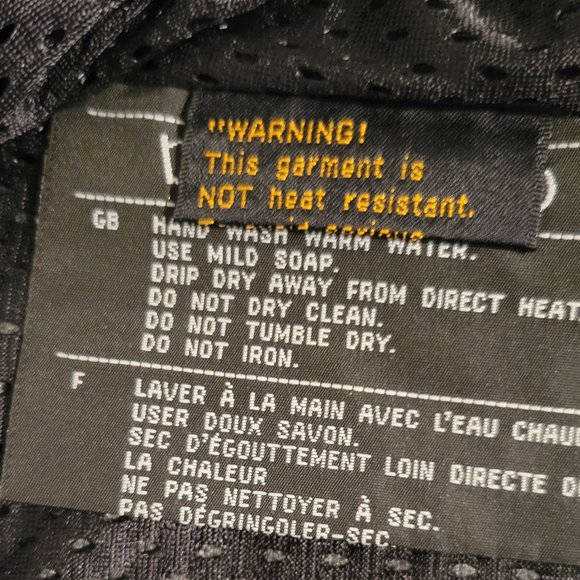 "WARNING!
This garment is
NOT heat resistant.
GB HAND WASH WARM WATER.
USE MILD SOAP.
DRIP DRY AWAY FROM DIRECT HEAT.
DO NOT DRY CLEAN.
DO NOT TUMBLE DRY.
DO NOT IRON.
F LAVER À LA MAIN AVEC L'EAU
USER DOUX SAVON.
SEC D'ÉGOUTTEMENT LOIN DIRECTE
LA CHALEUR
NE PAS NETTOYER À SEC.
PAS DÉGRINGOLER-SEC